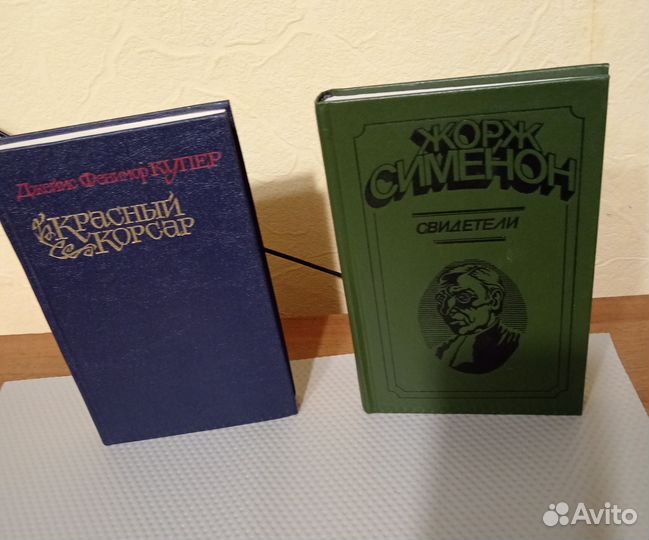 Джеймс Фенимор КУПЕР
КРАСНЫЙ
КОРСАР
ЖОРЖ
СИМЕНОН
СВИДЕТЕЛИ
Avito